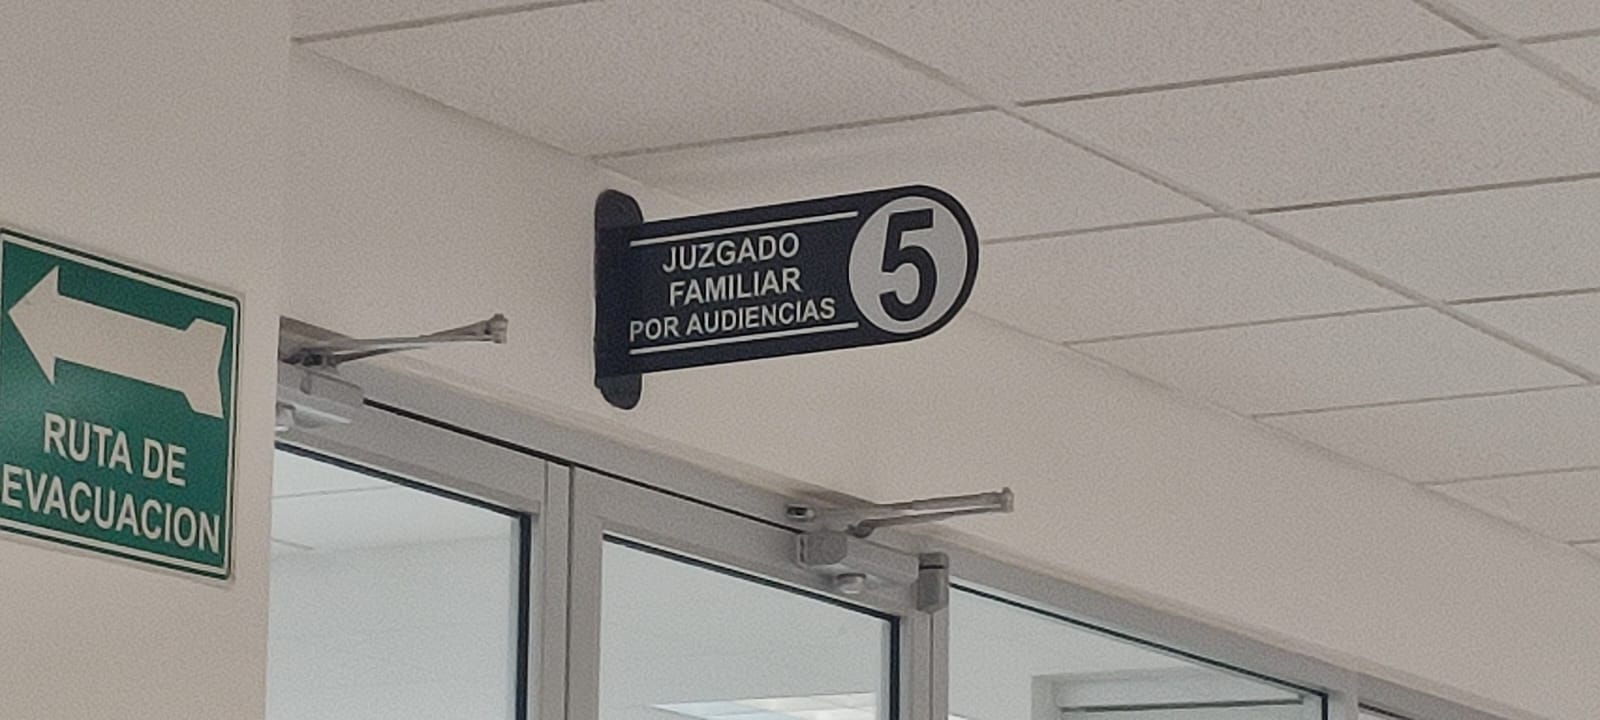 JUZGADO
FAMILIAR
POR AUDIENCIAS
5
RUTA DE
EVACUACION